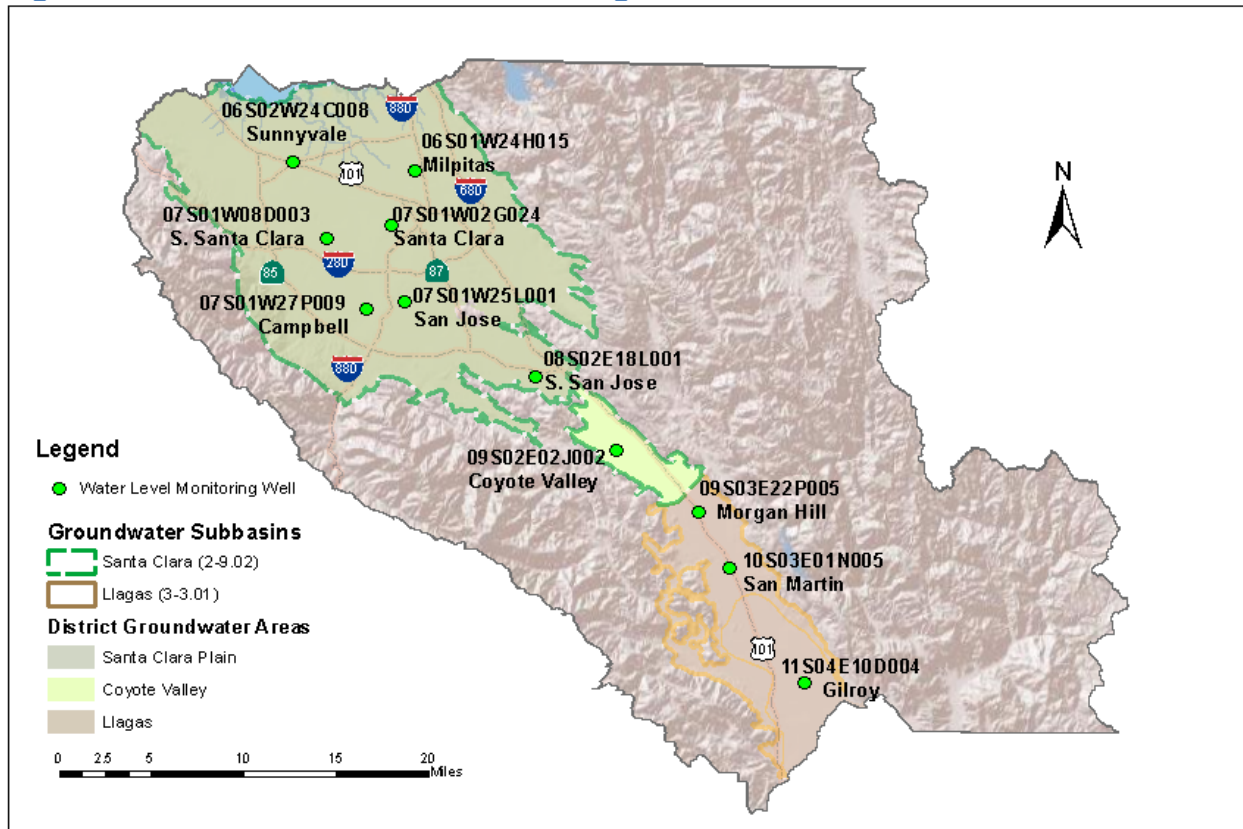 880
06S02W24C008
Sunnyvale
06S01W24H015
Milpitas
101
680
07S01W08D003
S. Santa Clara
07S01W02G024
Santa Clara
280
85
87
07S01W27P009
Campbell
07S01W25L001
San Jose
880
08S02E18L001
S. San Jose
N
09S02E02J002
Coyote Valley
09S03E22P005
Morgan Hill
10S03E01N005
San Martin
101
11S04E10D004
Gilroy
Legend
Water Level Monitoring Well
Groundwater Subbasins
Santa Clara (2-9.02)
Llagas (3-3.01)
District Groundwater Areas
Santa Clara Plain
Coyote Valley
Llagas
0 2.5 5 10 15 20
Miles